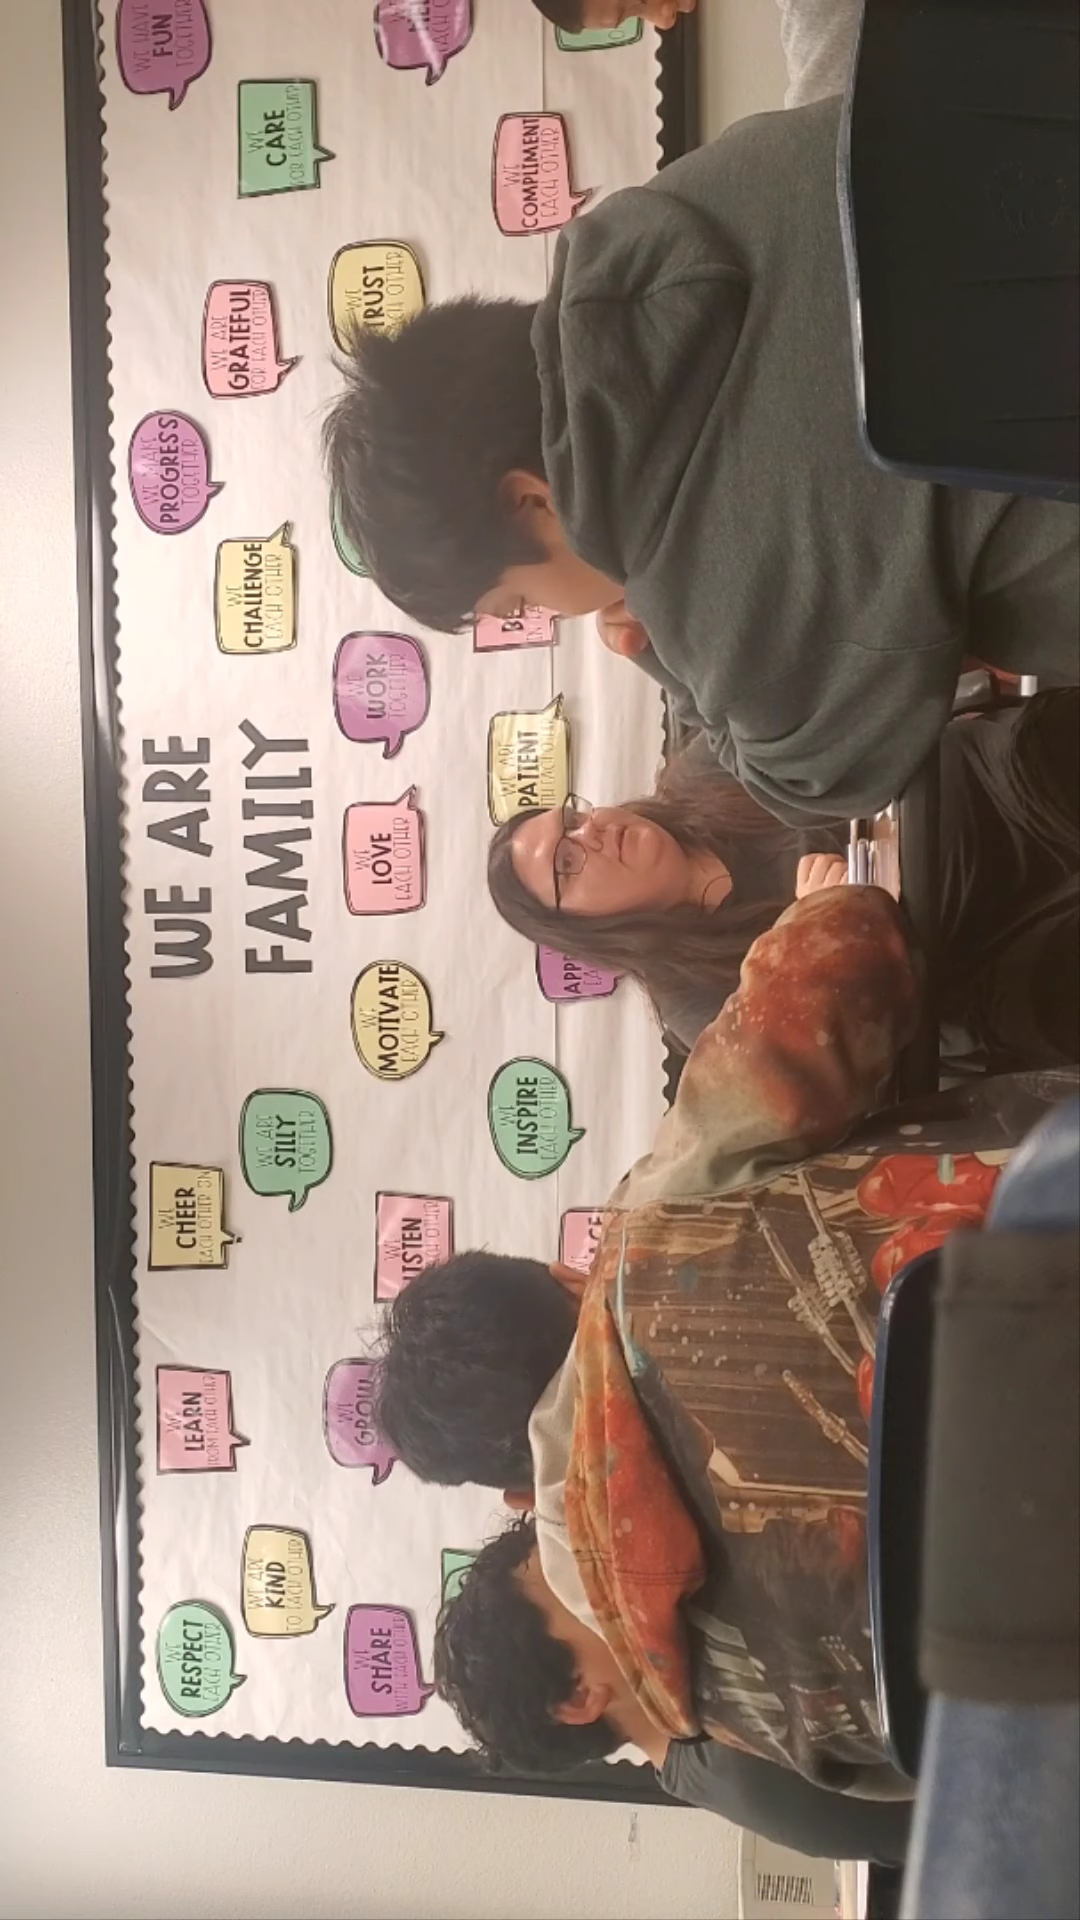 WE ARE
FAMILY
WE
RESPECT
EACH OTHER
WE
LEARN
FROM EACH OTHER
WE
CHEER
EACH OTHER ON
WE MAKE
PROGRESS
TOGETHER
WE HAVE
FUN
TOGETHER
WE ARE
KIND
TO EACH OTHER
WE ARE
SILLY
TOGETHER
WE
CHALLENGE
EACH OTHER
WE ARE
GRATEFUL
FOR EACH OTHER
WE
CARE
FOR EACH OTHER
WE
SHARE
WITH EACH OTHER
WE
GROW
WE
LISTEN
EACH OTHER
WE
MOTIVATE
EACH OTHER
WE
LOVE
EACH OTHER
WE
WORK
TOGETHER
WE
TRUST
EACH OTHER
WE
INSPIRE
EACH OTHER
WE ARE
PATIENT
WE
COMPLIMENT
EACH OTHER